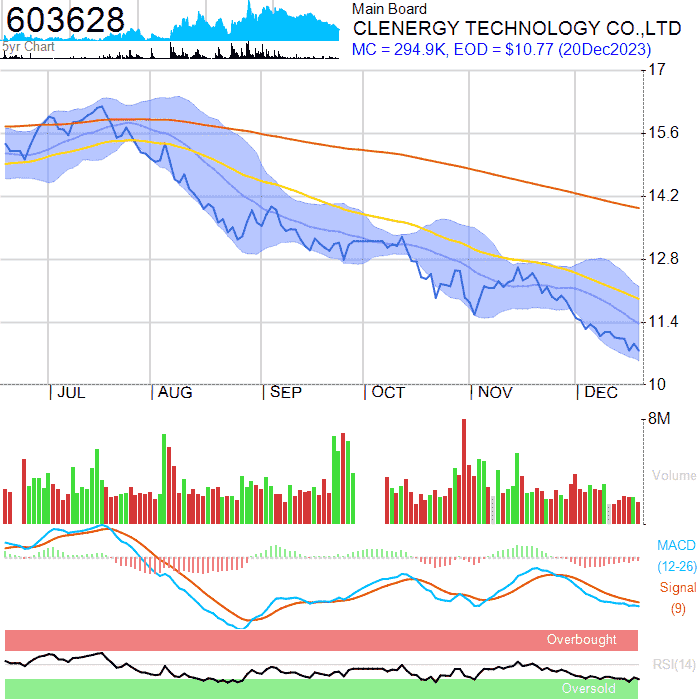 603628
5yr Chart
Main Board
CLENERGY TECHNOLOGY CO.,LTD
MC = 294.9K, EOD = $10.77 (20Dec2023)
17
15.6
14.2
12.8
11.4
10
JUL AUG SEP OCT NOV DEC
8M
Volume
MACD
(12-26)
Signal
(9)
Overbought
RSI(14)
Oversold